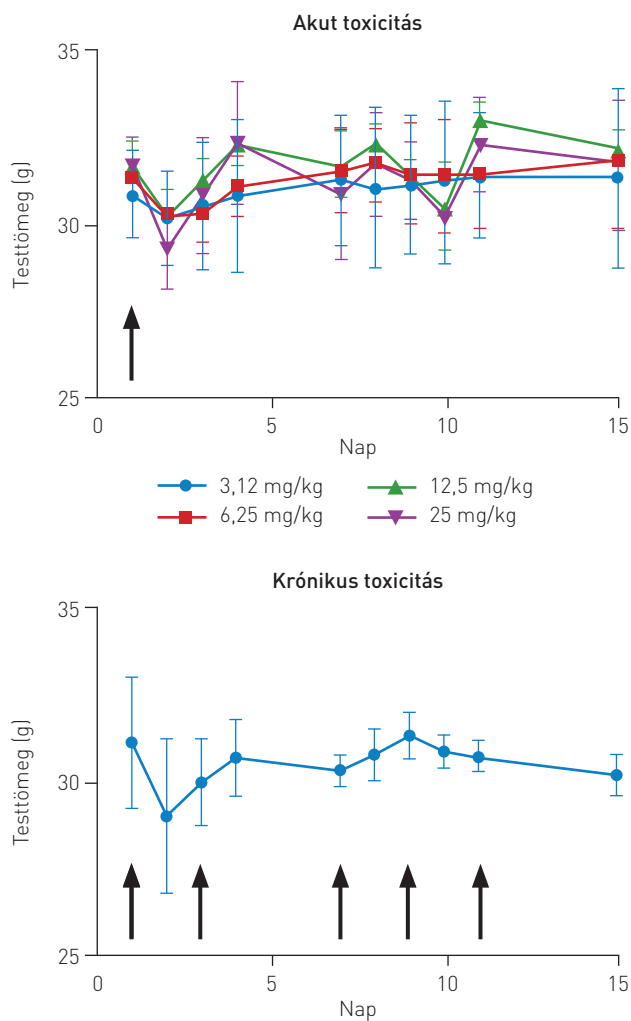 Akut toxicitás
35
30
25
Testtömeg (g)
0 5 10 15
Nap
3,12 mg/kg 12,5 mg/kg
6,25 mg/kg 25 mg/kg
Krónikus toxicitás
35
30
25
Testtömeg (g)
0 5 10 15
Nap